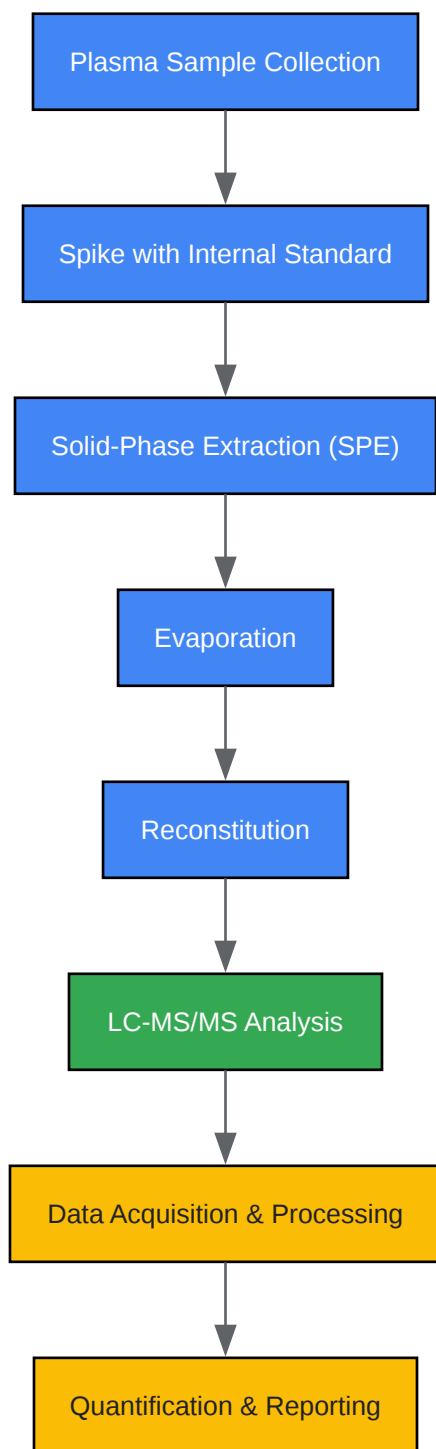 Plasma Sample Collection
Spike with Internal Standard
Solid-Phase Extraction (SPE)
Evaporation
Reconstitution
LC-MS/MS Analysis
Data Acquisition & Processing
Quantification & Reporting